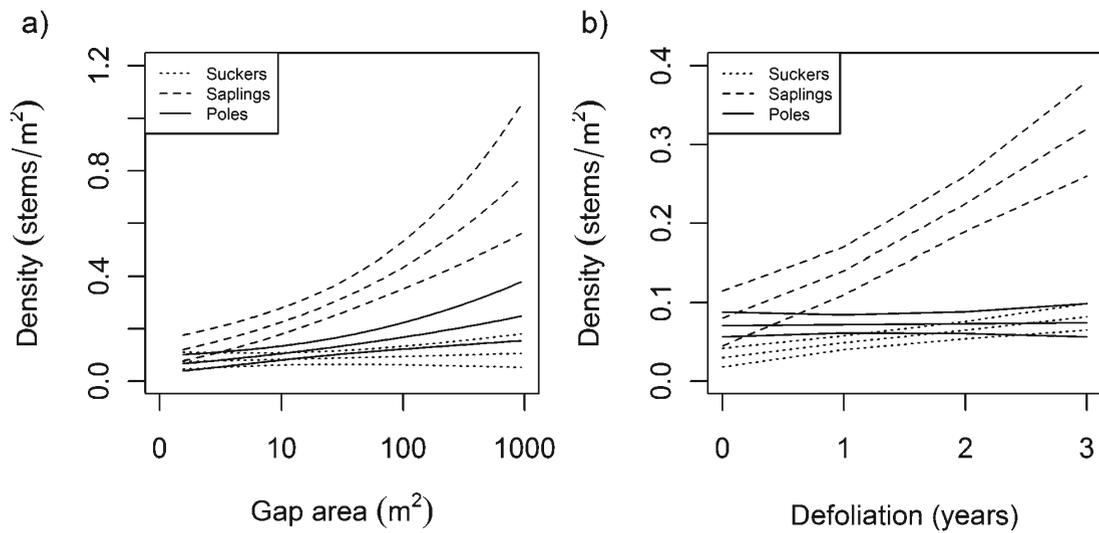 a)
Suckers
Saplings
Poles
1.2
0.8
0.4
0.0
Density (stems/m²)
0 10 100 1000
Gap area (m²)
b)
Suckers
Saplings
Poles
0.4
0.3
0.2
0.1
0.0
Density (stems/m²)
0 1 2 3
Defoliation (years)